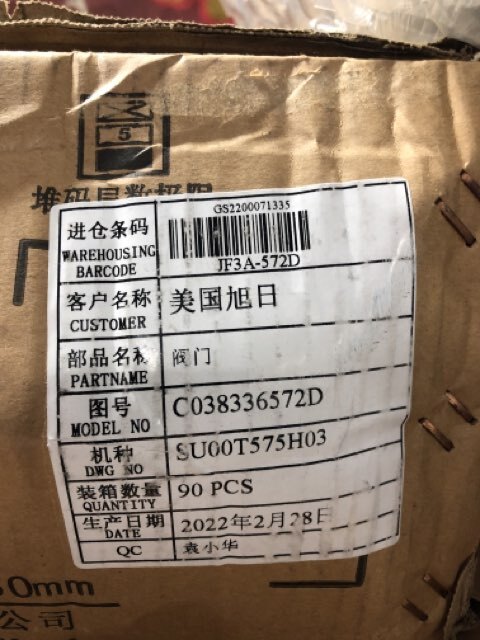 5
堆码层数极限
GS2200071335
进仓条码
WAREHOUSING
BARCODE
JF3A-572D
客户名称
CUSTOMER
美国旭日
部品名称
PARTNAME
阀门
图号
MODEL NO
C038336572D
机种
DWG NO
SU00T575H03
装箱数量
QUANTITY
90 PCS
生产日期
DATE
2022年2月28日
QC
袁小华
0mm
公司